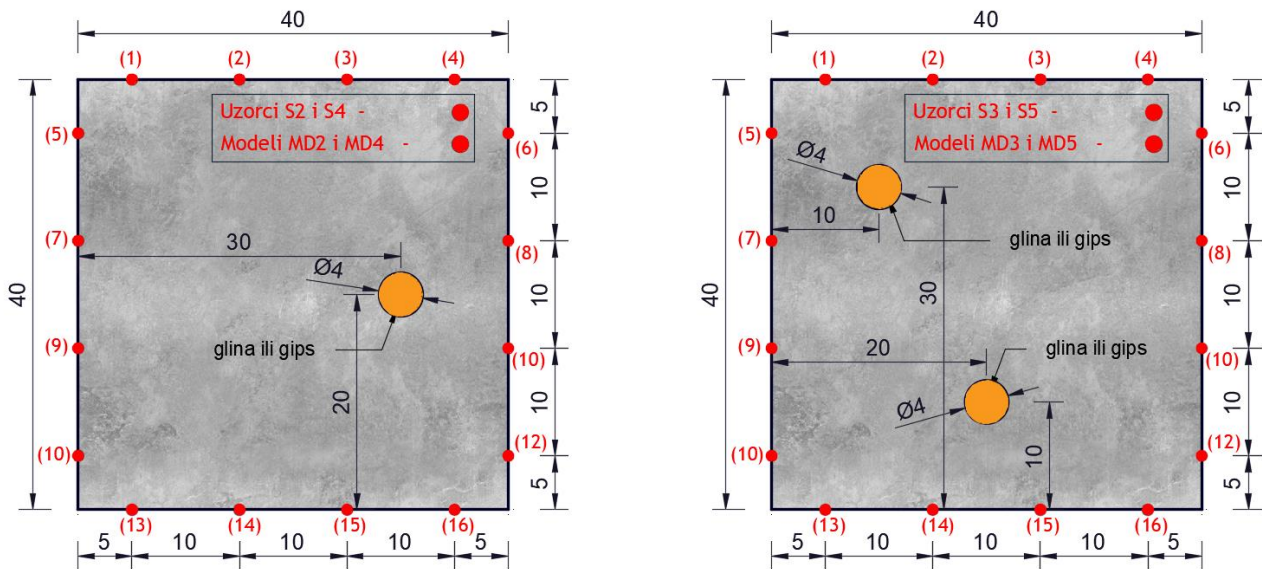 40
(1) (2) (3) (4)
Uzorci S2 i S4 -
Modeli MD2 i MD4 -
5
(5)
(6)
10
30
(7)
(8)
Ø4
40
10
glina ili gips
(9)
(10)
20
10
(10)
(12)
5
(13) (14) (15) (16)
5 10 10 10 5
40
(1) (2) (3) (4)
Uzorci S3 i S5 -
Modeli MD3 i MD5 -
5
(5)
(6)
Ø4
10
10
(7)
glina ili gips
(8)
40
30
10
glina ili gips
(9)
20
(10)
Ø4
10
10
(10)
(12)
5
(13) (14) (15) (16)
5 10 10 10 5